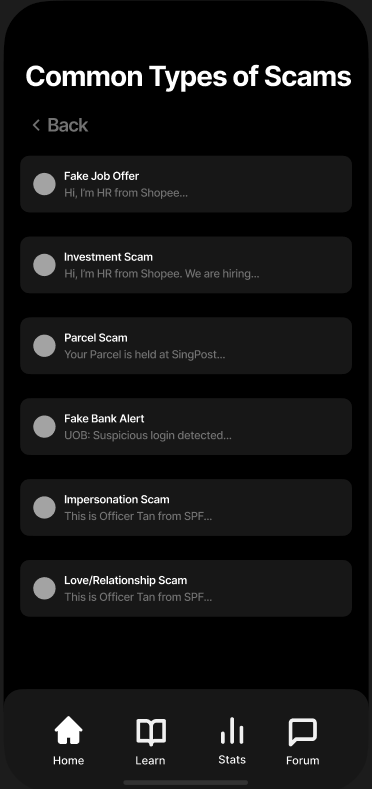 Common Types of Scams
Back
Fake Job Offer
Hi, I'm HR from Shopee...
Investment Scam
Hi, I'm HR from Shopee. We are hiring...
Parcel Scam
Your Parcel is held at SingPost...
Fake Bank Alert
UOB: Suspicious login detected...
Impersonation Scam
This is Officer Tan from SPF...
Love/Relationship Scam
This is Officer Tan from SPF...
Home Learn Stats Forum